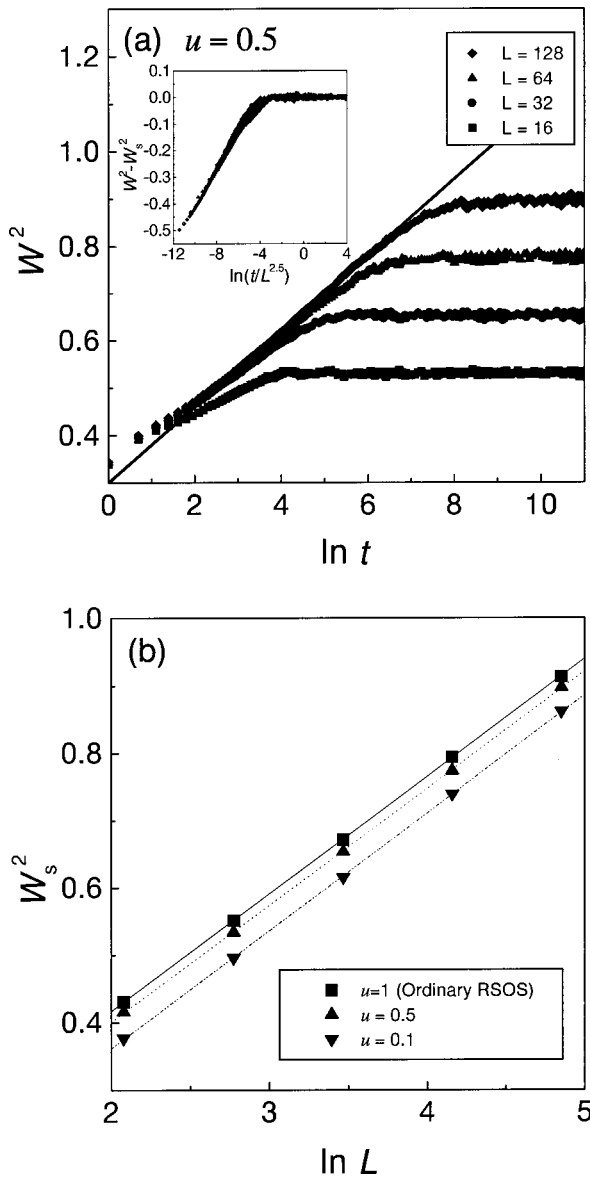 (a) u = 0.5
L = 128
L = 64
L = 32
L = 16
W²
1.2
1.0
0.8
0.6
0.4
0.1
0.0
-0.1
-0.2
-0.3
-0.4
-0.5
W²-Wₛ²
-12 -8 -4 0 4
ln(t/L²·⁵)
0 2 4 6 8 10
ln t
(b)
Wₛ²
1.0
0.8
0.6
0.4
u=1 (Ordinary RSOS)
u = 0.5
u = 0.1
2 3 4 5
ln L